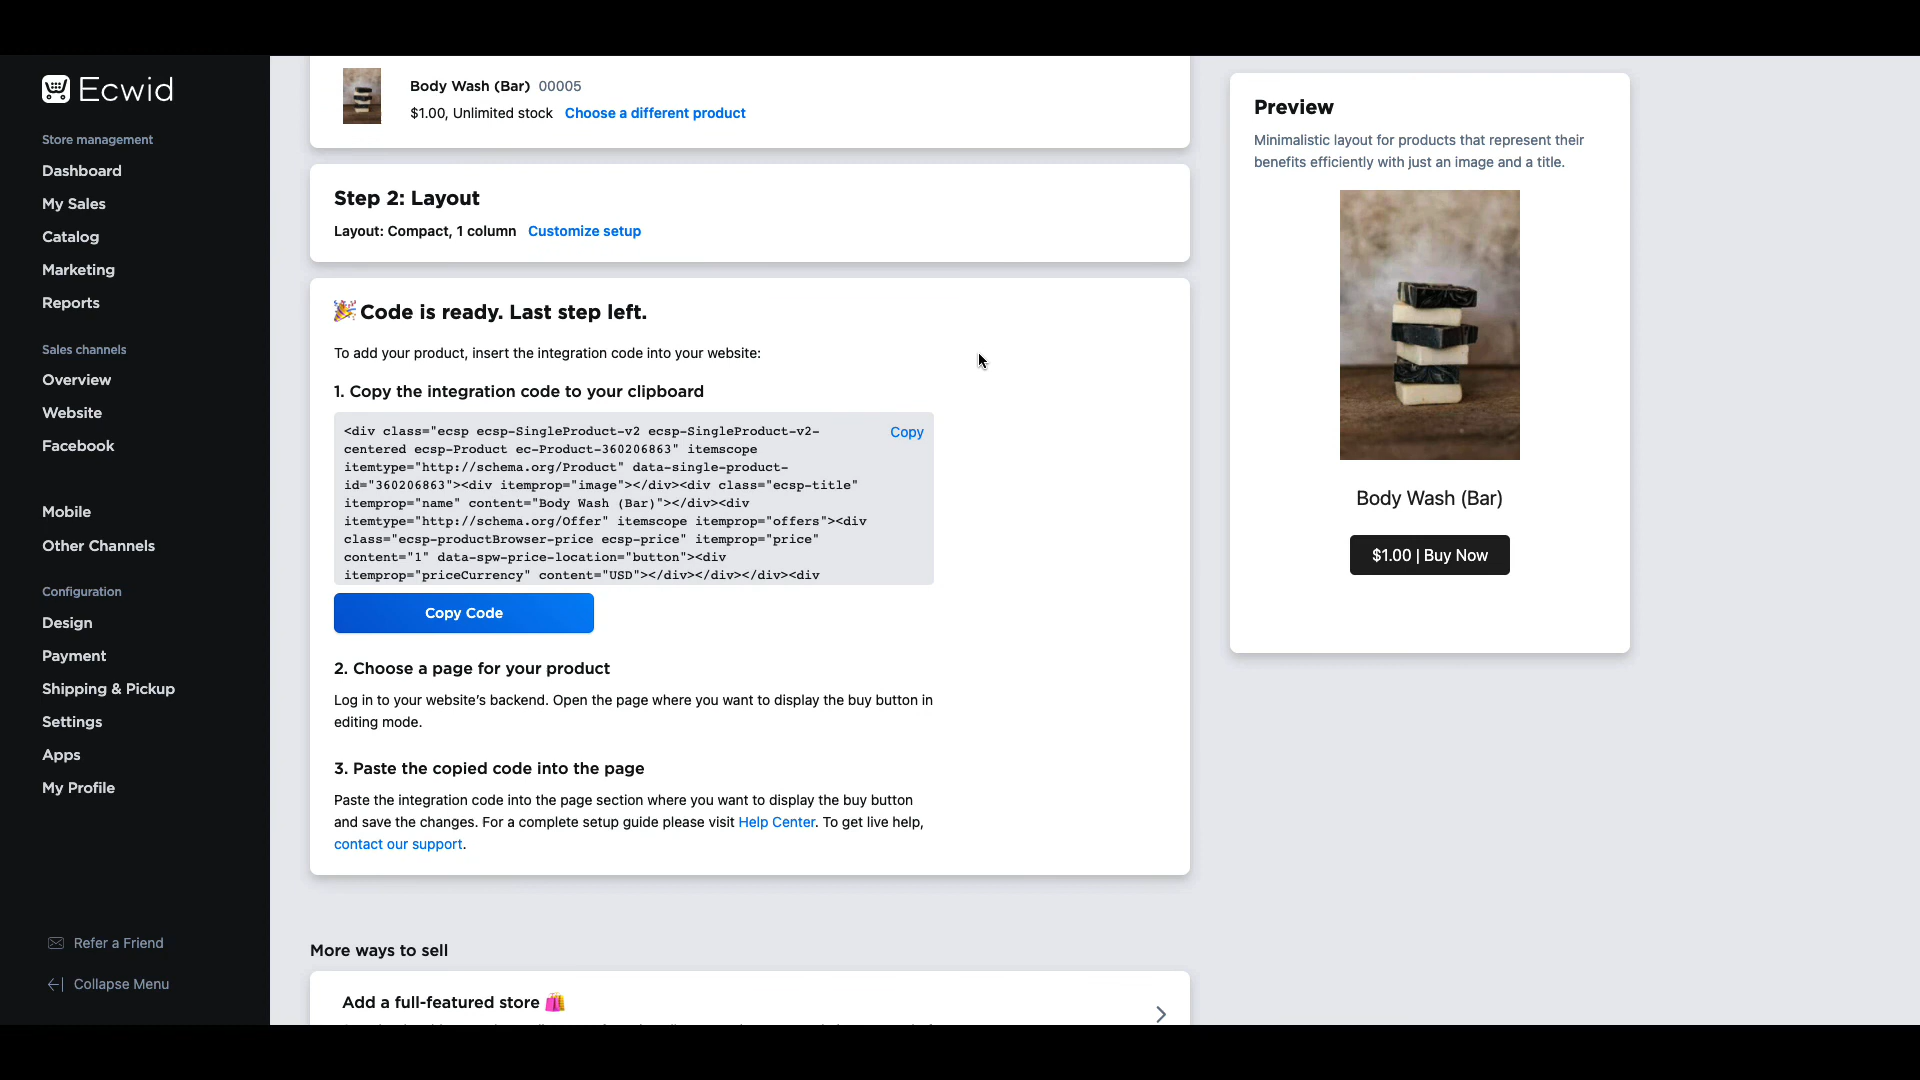 Ecwid
Store management
Dashboard
My Sales
Catalog
Marketing
Reports
Sales channels
Overview
Website
Facebook
Mobile
Other Channels
Configuration
Design
Payment
Shipping & Pickup
Settings
Apps
My Profile
Refer a Friend
Collapse Menu
Body Wash (Bar) 00005
$1.00, Unlimited stock Choose a different product
Step 2: Layout
Layout: Compact, 1 column Customize setup
🎉 Code is ready. Last step left.
To add your product, insert the integration code into your website:
1. Copy the integration code to your clipboard
Copy
<div class="ecsp ecsp-SingleProduct-v2 ecsp-SingleProduct-v2-
centered ecsp-Product ec-Product-360206863" itemscope
itemtype="http://schema.org/Product" data-single-product-
id="360206863"><div itemprop="image"></div><div class="ecsp-title"
itemprop="name" content="Body Wash (Bar)"></div><div
itemtype="http://schema.org/Offer" itemscope itemprop="offers"><div
class="ecsp-productBrowser-price ecsp-price" itemprop="price"
content="1" data-spw-price-location="button"><div
itemprop="priceCurrency" content="USD"></div></div></div><div
Copy Code
2. Choose a page for your product
Log in to your website's backend. Open the page where you want to display the buy button in
editing mode.
3. Paste the copied code into the page
Paste the integration code into the page section where you want to display the buy button
and save the changes. For a complete setup guide please visit Help Center. To get live help,
contact our support.
More ways to sell
Add a full-featured store 🛍️
Preview
Minimalistic layout for products that represent their
benefits efficiently with just an image and a title.
Body Wash (Bar)
$1.00 | Buy Now